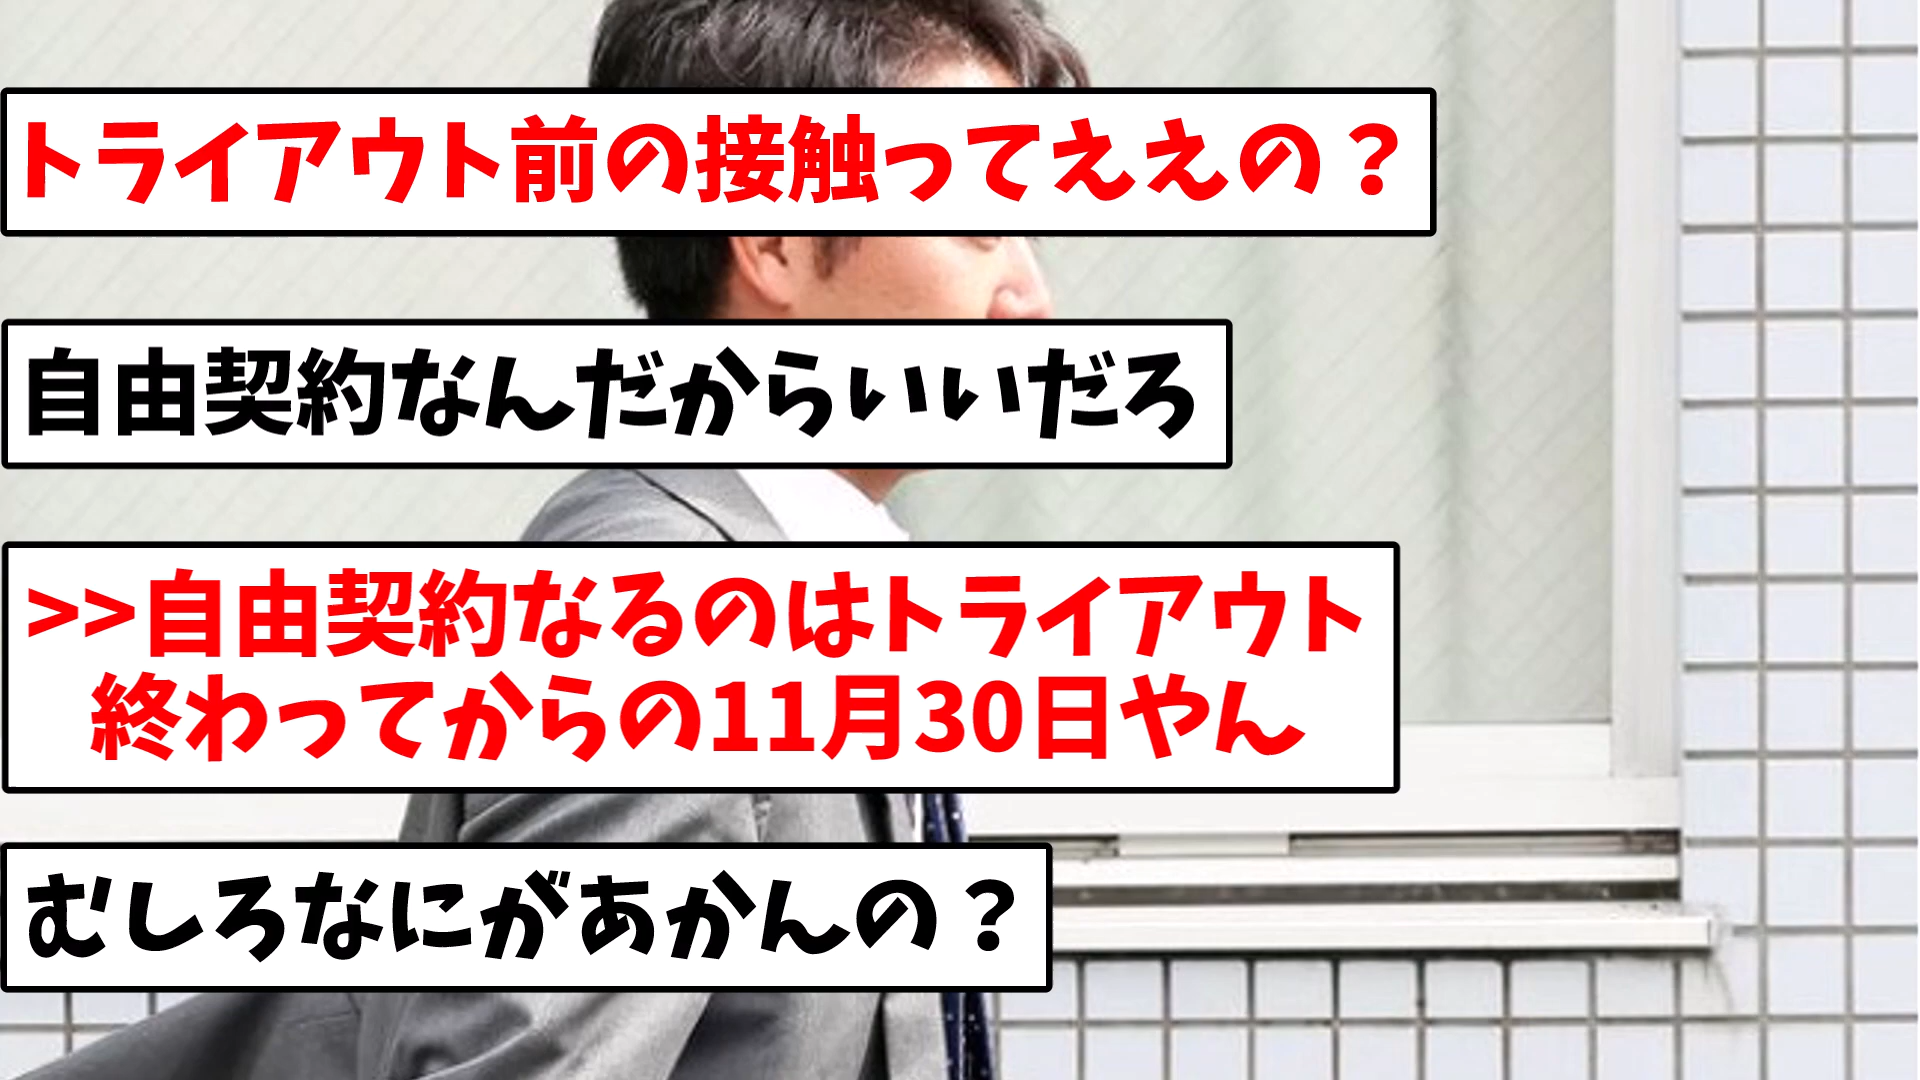 トライアウト前の接触ってええの？
自由契約なんだからいいだろ
>>自由契約なるのはトライアウト
終わってからの11月30日やん
むしろなにがあかんの？